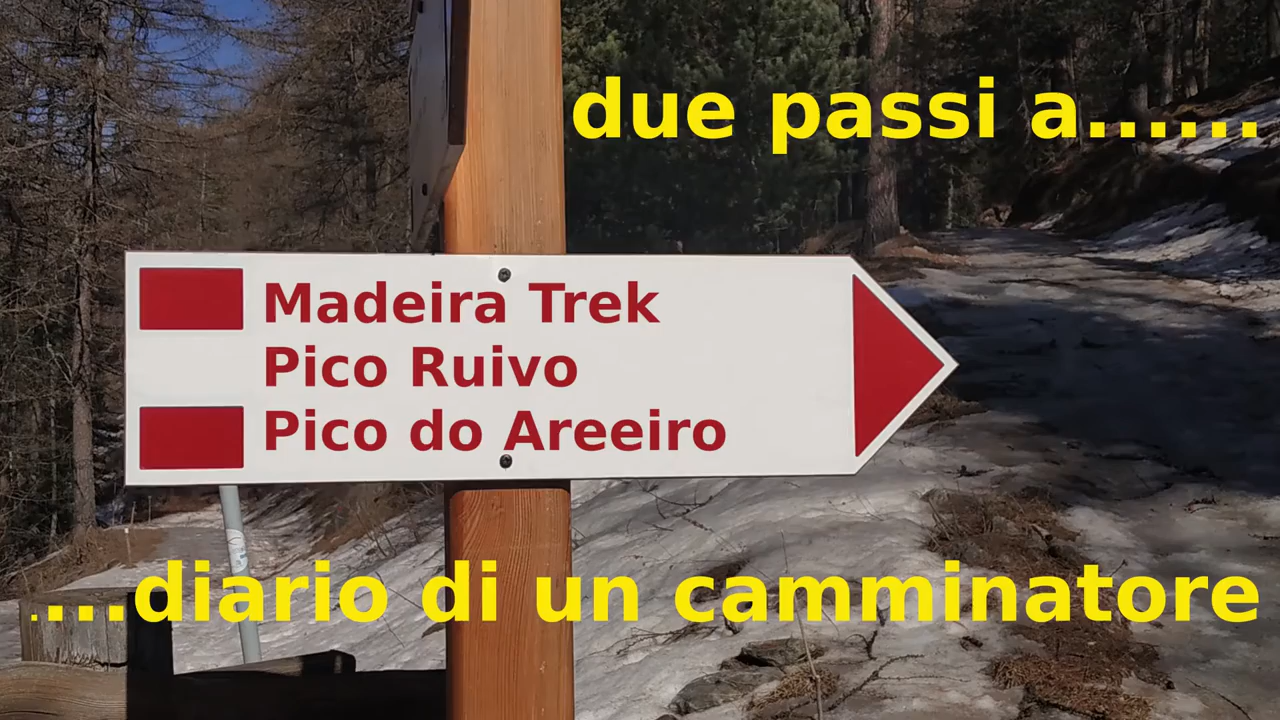 due passi a......
Madeira Trek
Pico Ruivo
Pico do Areeiro
....diario di un camminatore